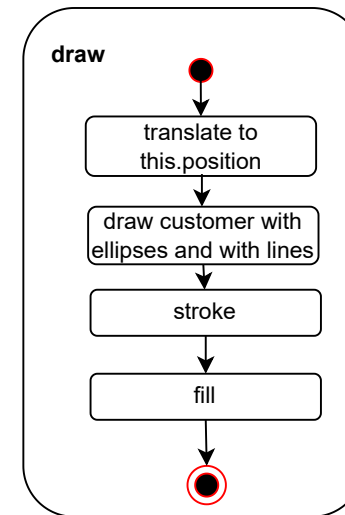 draw
translate to
this.position
draw customer with
ellipses and with lines
stroke
fill